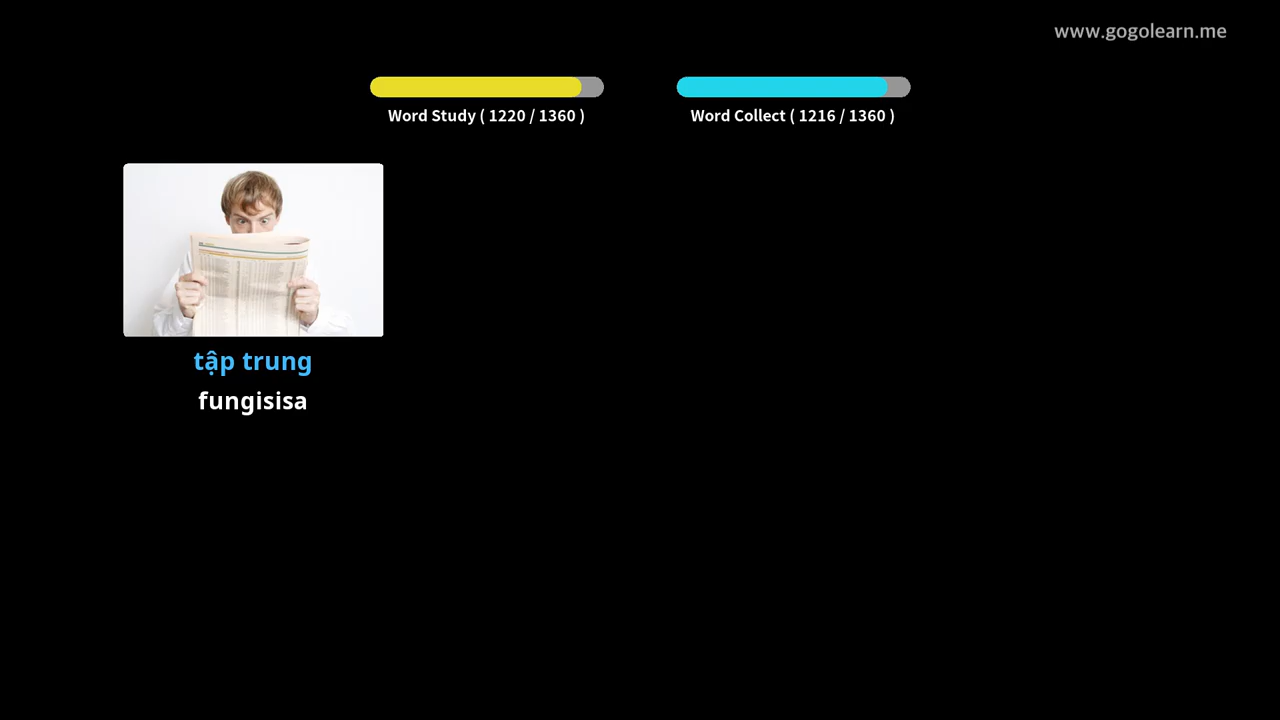 www.gogolearn.me
Word Study ( 1220 / 1360 )
Word Collect ( 1216 / 1360 )
tập trung
fungisisa